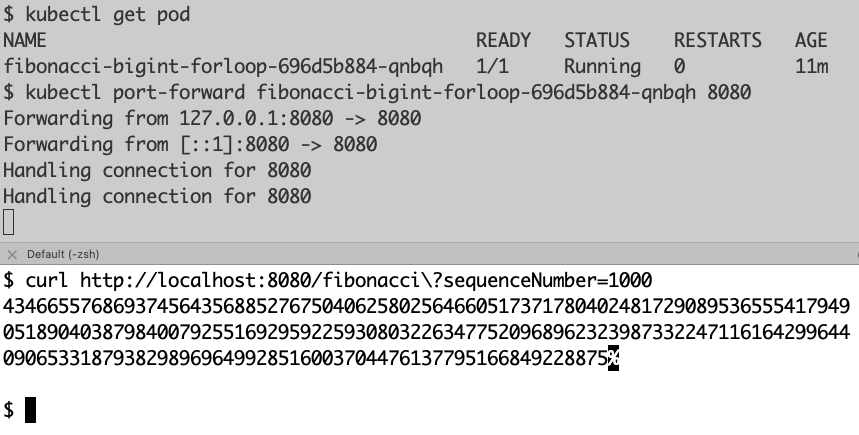 $ kubectl get pod
NAME READY STATUS RESTARTS AGE
fibonacci-bigint-forloop-696d5b884-qnbqh 1/1 Running 0 11m
$ kubectl port-forward fibonacci-bigint-forloop-696d5b884-qnbqh 8080
Forwarding from 127.0.0.1:8080 -> 8080
Forwarding from [::1]:8080 -> 8080
Handling connection for 8080
Handling connection for 8080
Default (-zsh)
$ curl http://localhost:8080/fibonacci\?sequenceNumber=1000
43466557686937456435688527675040625802564660517371780402481729089536555417949
05189040387984007925516929592259308032263477520968962323987332247116164299644
0906533187938298969649928516003704476137795166849228875%
$